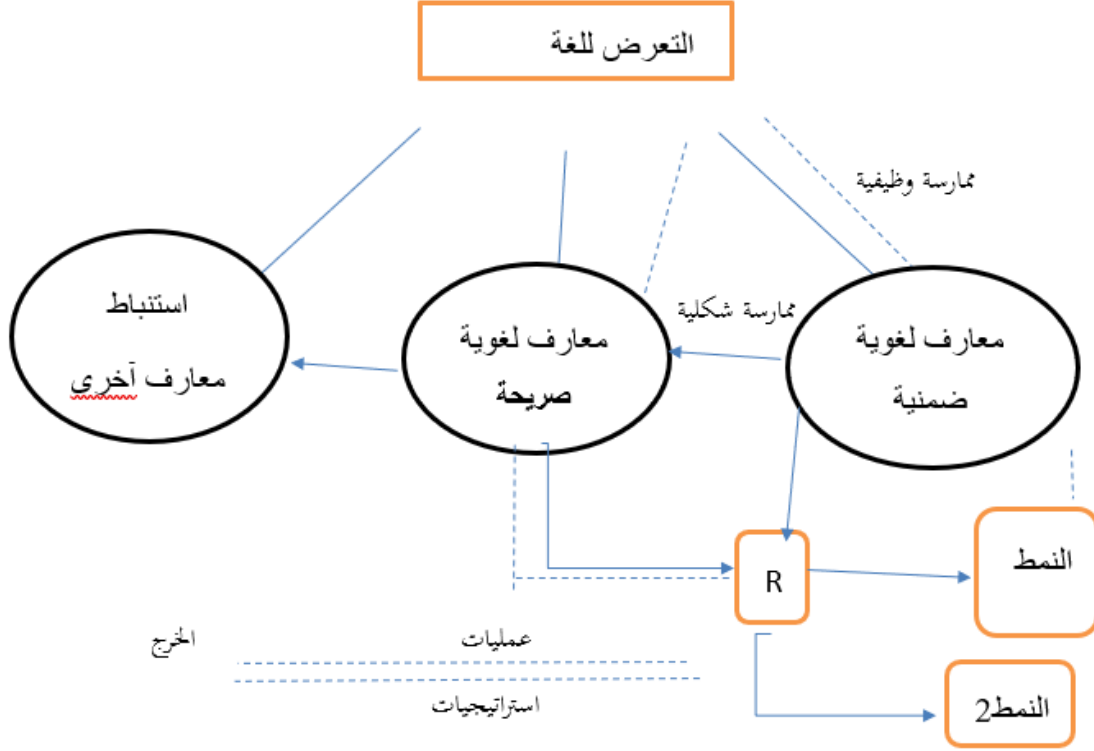 التعرض للغة
ممارسة وظيفية
معارف لغوية
ضمنية
ممارسة شكلية
معارف لغوية
صريحة
استنباط
معارف آخرى
النمط
R
النمط2
عمليات
الخرج
استراتيجيات